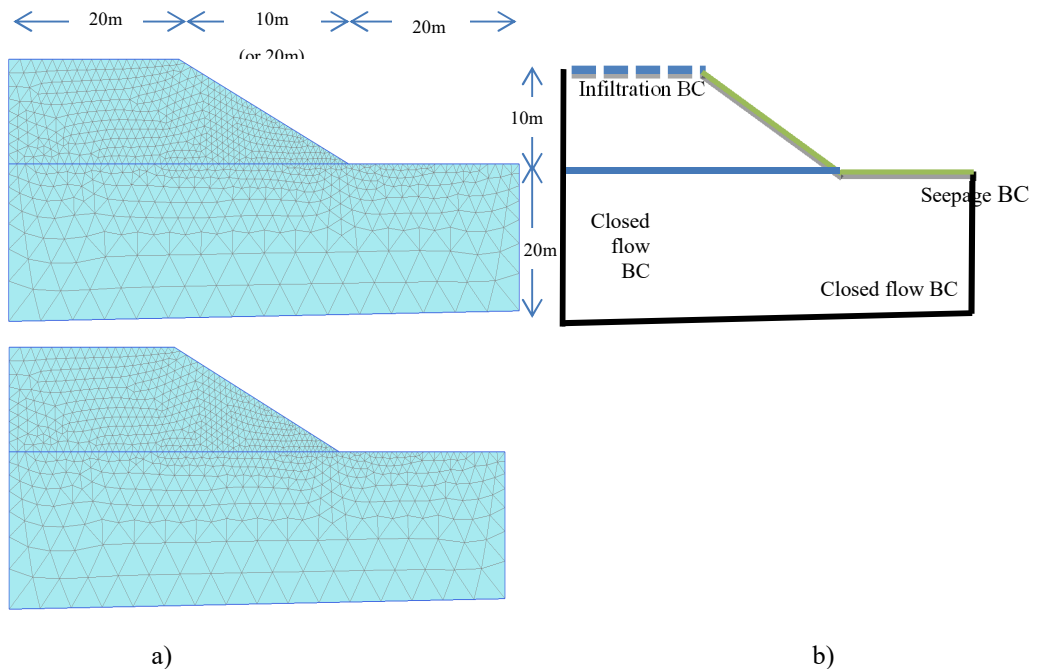 20m
10m
20m
(or 20m)
10m
20m
Infiltration BC
Seepage BC
Closed
flow
BC
Closed flow BC
a)
b)